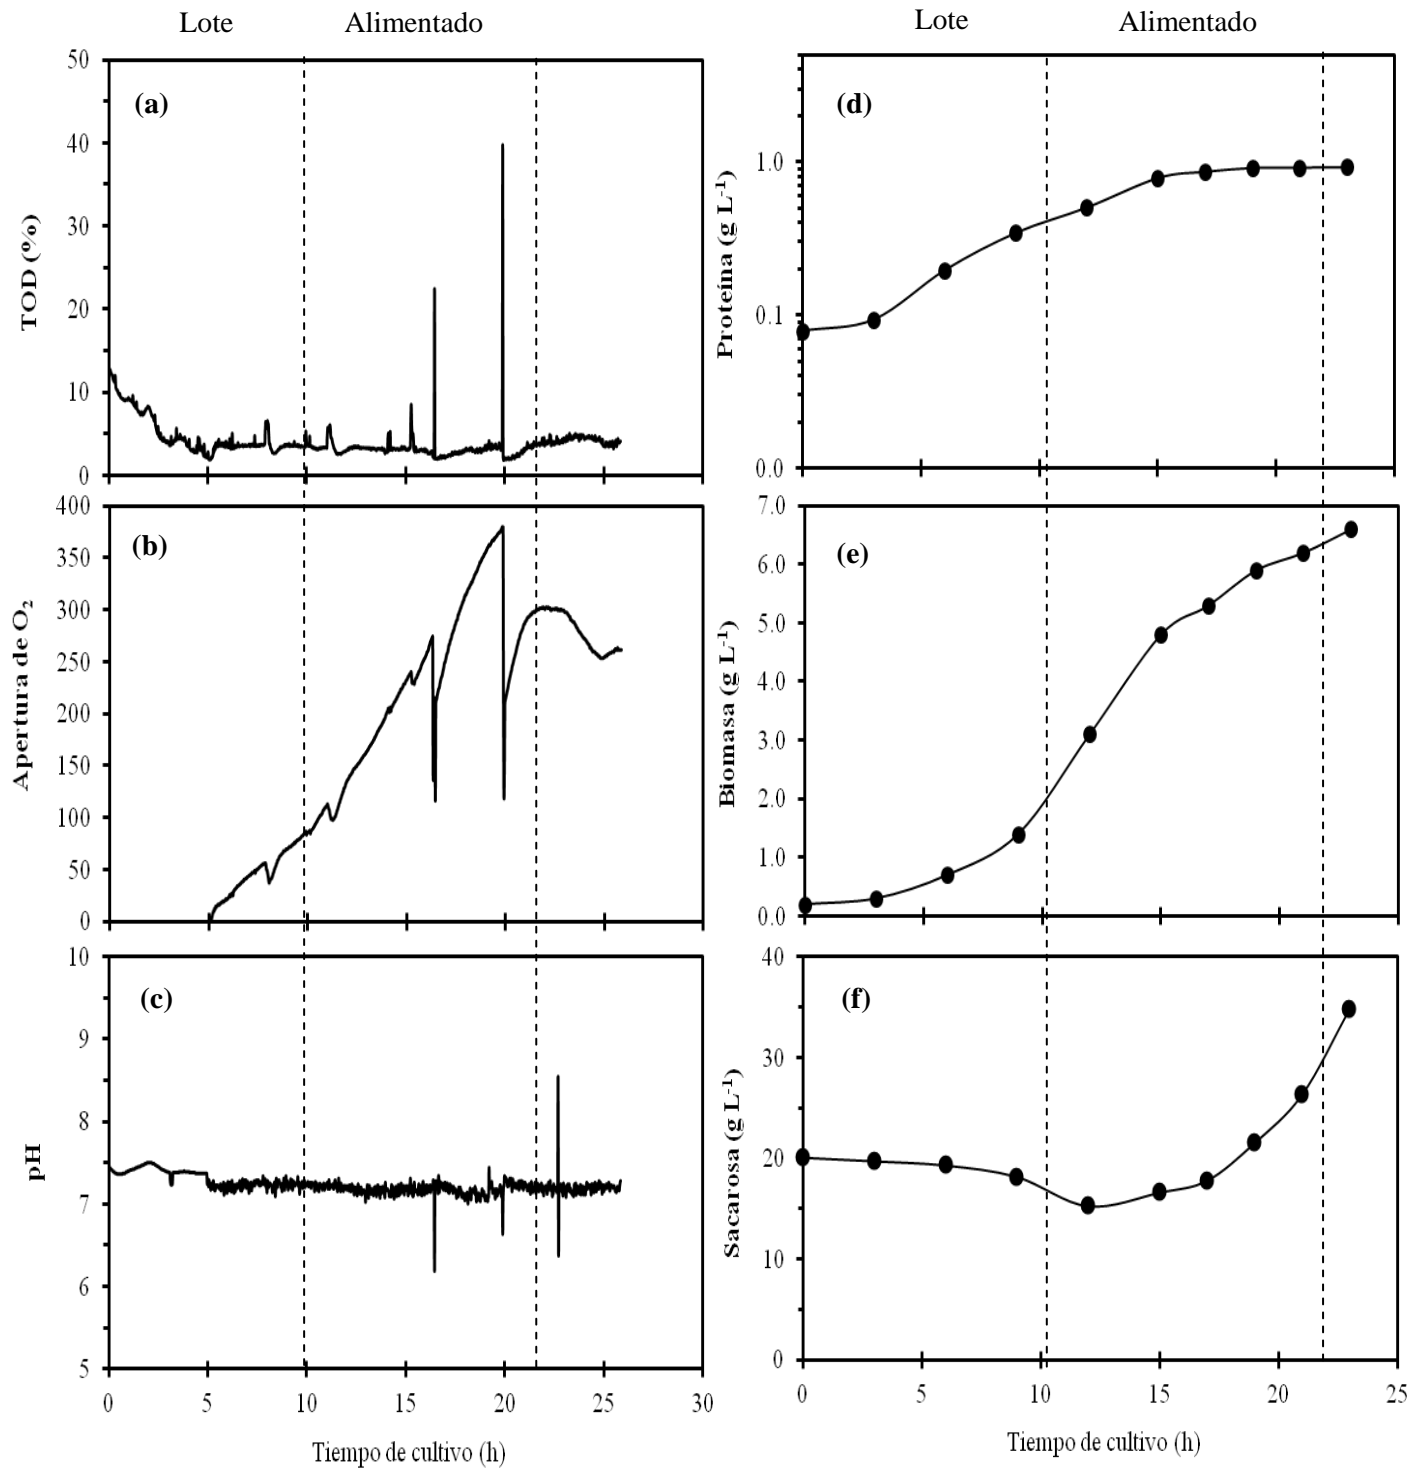 Lote Alimentado
Lote Alimentado
(a)
TOD (%)
50
40
30
20
10
0
(b)
Apertura de O₂
400
350
300
250
200
150
100
50
0
(c)
pH
10
9
8
7
6
5
0 5 10 15 20 25 30
Tiempo de cultivo (h)
(d)
Proteína (g L⁻¹)
1.0
0.1
0.0
(e)
Biomasa (g L⁻¹)
7.0
6.0
5.0
4.0
3.0
2.0
1.0
0.0
(f)
Sacarosa (g L⁻¹)
40
30
20
10
0
0 5 10 15 20 25
Tiempo de cultivo (h)